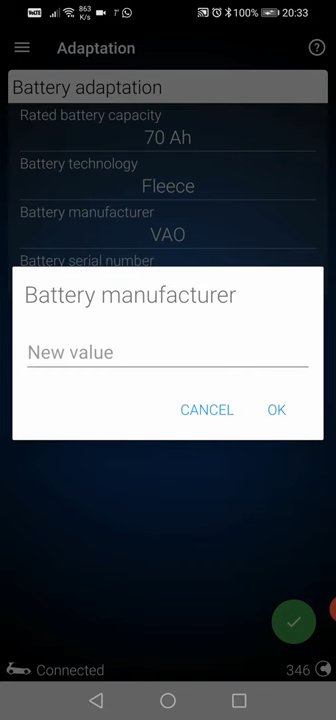 VoLTE 863 K/s 100% 20:33
Adaptation
Battery adaptation
Rated battery capacity
70 Ah
Battery technology
Fleece
Battery manufacturer
VAO
Battery serial number
Battery manufacturer
New value
CANCEL OK
Connected 346